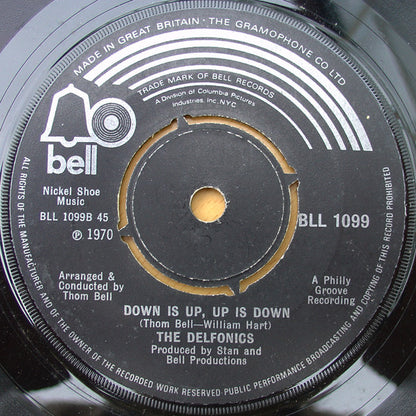 MADE IN GREAT BRITAIN · THE GRAMOPHONE CO LTD
TRADE MARK OF BELL RECORDS
A Division of Columbia Pictures
Industries, Inc. NYC
bell
Nickel Shoe
Music
BLL 1099B 45
℗ 1970
BLL 1099
Arranged &
Conducted by
Thom Bell
A Philly
Groove
Recording
DOWN IS UP, UP IS DOWN
(Thom Bell—William Hart)
THE DELFONICS
Produced by Stan and
Bell Productions
ALL RIGHTS OF THE MANUFACTURER AND OF THE OWNER OF THE RECORDED WORK RESERVED UNAUTHORISED PUBLIC PERFORMANCE BROADCASTING AND COPYING OF THIS RECORD PROHIBITED